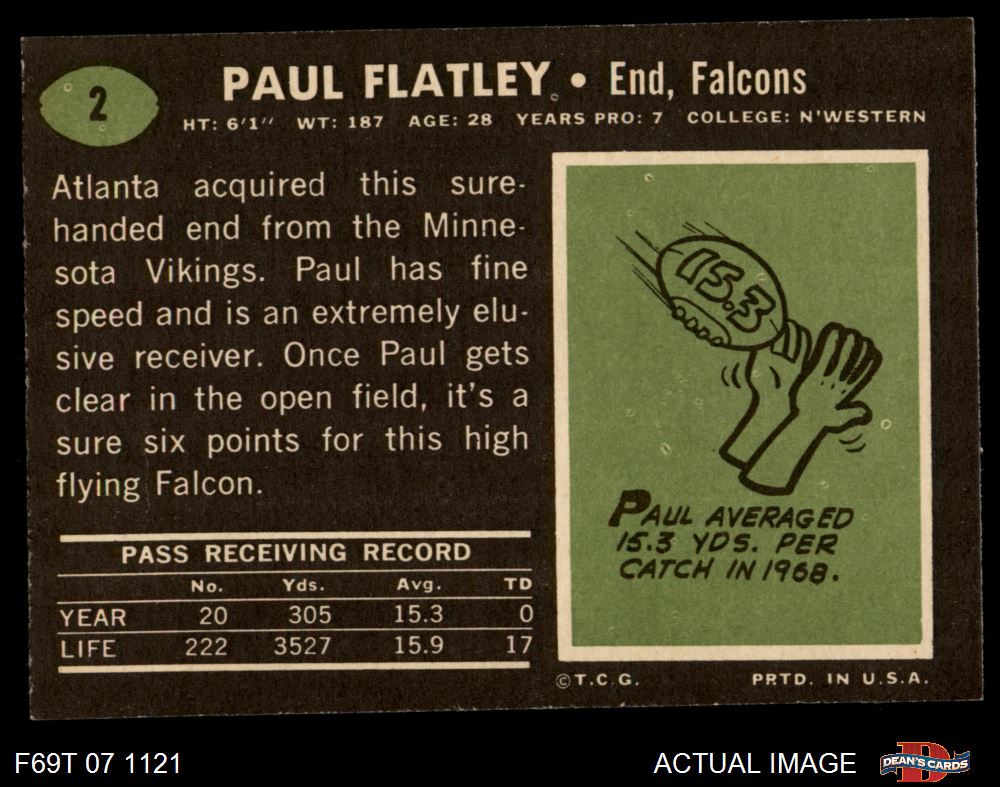 2
PAUL FLATLEY • End, Falcons
HT: 6'1" WT: 187 AGE: 28 YEARS PRO: 7 COLLEGE: N'WESTERN
Atlanta acquired this sure-
handed end from the Minne-
sota Vikings. Paul has fine
speed and is an extremely elu-
sive receiver. Once Paul gets
clear in the open field, it's a
sure six points for this high
flying Falcon.
PASS RECEIVING RECORD
No. Yds. Avg. TD
YEAR 20 305 15.3 0
LIFE 222 3527 15.9 17
15.3
PAUL AVERAGED
15.3 YDS. PER
CATCH IN 1968.
©T.C.G. PRTD. IN U.S.A.
F69T 07 1121 ACTUAL IMAGE
D
DEAN'S CARDS